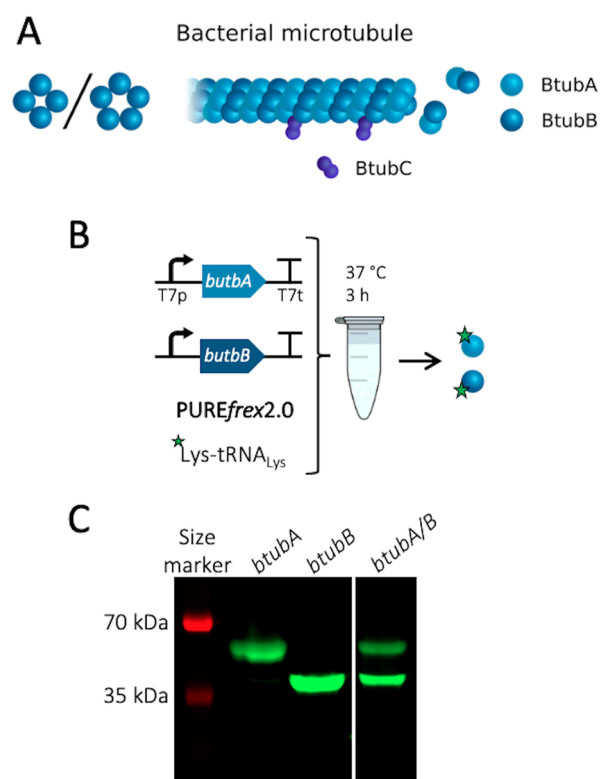 A
Bacterial microtubule
BtubA
BtubB
BtubC
B
butbA
T7p
T7t
butbB
PUREfrex2.0
Lys-tRNALys
37 °C
3 h
C
Size
marker
btubA
btubB
btubA/B
70 kDa
35 kDa